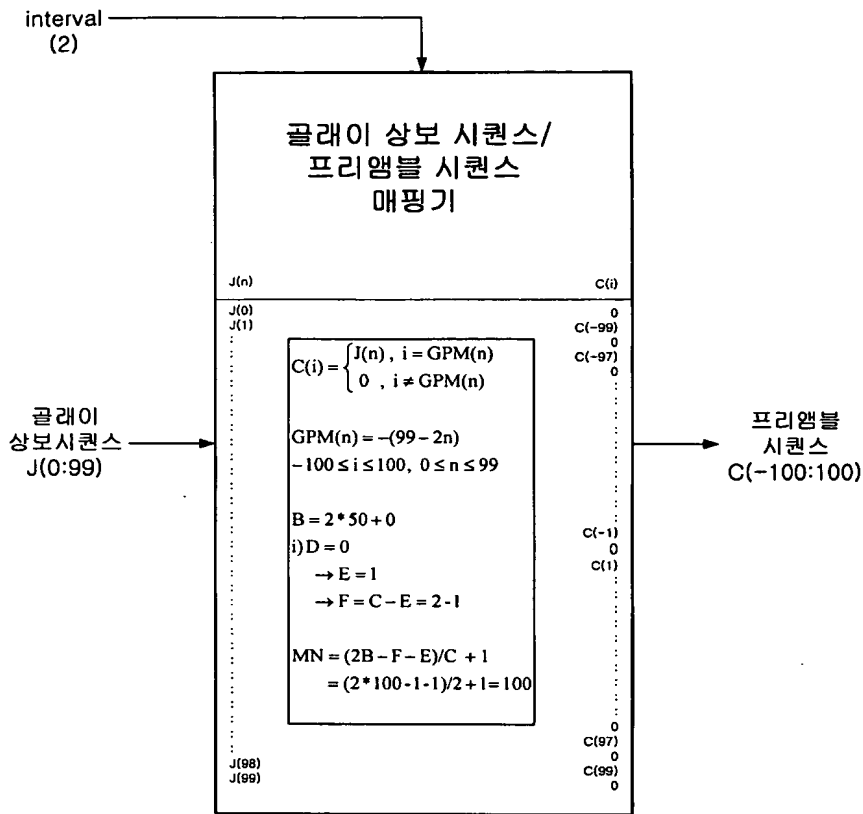 interval
(2)
골래이 상보 시퀀스/
프리앰블 시퀀스
매핑기
J(n)
C(i)
J(0)
J(1)
0
C(-99)
0
C(-97)
0
C(i) = { J(n) , i = GPM(n)
0 , i ≠ GPM(n)
GPM(n) = -(99 - 2n)
-100 ≤ i ≤ 100, 0 ≤ n ≤ 99
B = 2 * 50 + 0
i) D = 0
→ E = 1
→ F = C - E = 2 - 1
MN = (2B - F - E)/C + 1
= (2*100-1-1)/2 + 1 = 100
골래이
상보시퀀스
J(0:99)
프리앰블
시퀀스
C(-100:100)
C(-1)
0
C(1)
0
C(97)
0
C(99)
0
J(98)
J(99)